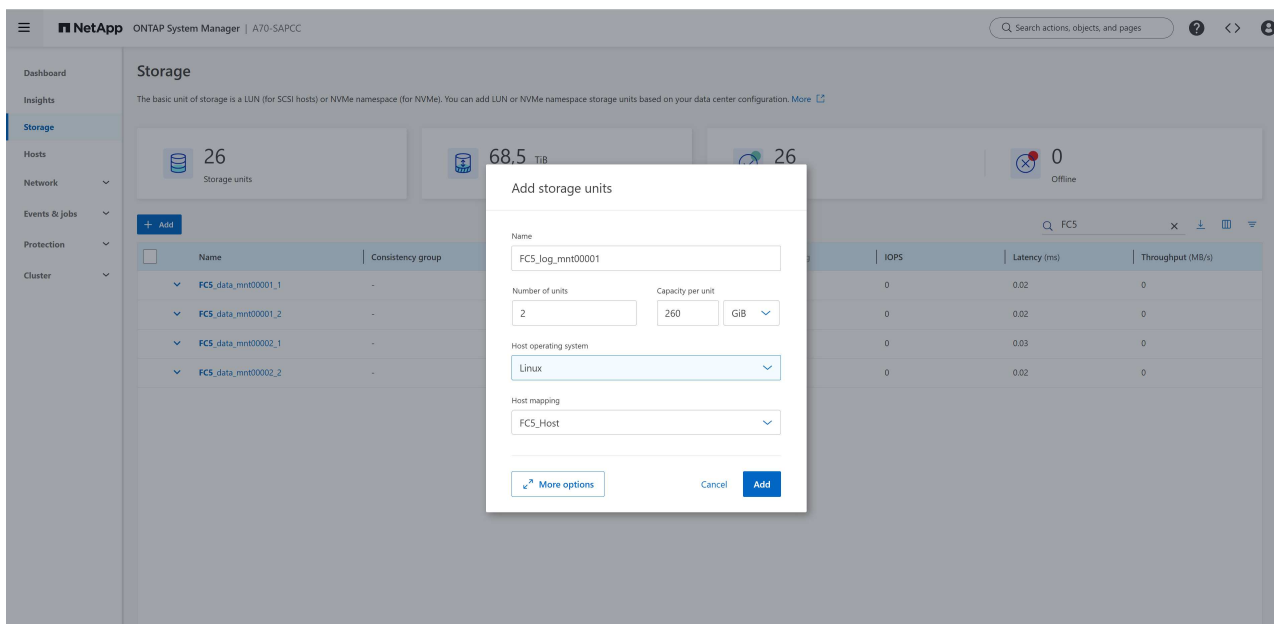 NetApp ONTAP System Manager | A70-SAPCC
Search actions, objects, and pages
Dashboard
Insights
Storage
Hosts
Network
Events & jobs
Protection
Cluster
Storage
The basic unit of storage is a LUN (for SCSI hosts) or NVMe namespace (for NVMe). You can add LUN or NVMe namespace storage units based on your data center configuration. More
26
Storage units
68,5 TiB
26
0
Offline
+ Add
FC5
Name Consistency group IOPS Latency (ms) Throughput (MB/s)
FC5_data_mnt00001_1 - 0 0.02 0
FC5_data_mnt00001_2 - 0 0.02 0
FC5_data_mnt00002_1 - 0 0.03 0
FC5_data_mnt00002_2 - 0 0.02 0
Add storage units
Name
FC5_log_mnt00001
Number of units Capacity per unit
2 260 GiB
Host operating system
Linux
Host mapping
FC5_Host
More options Cancel Add